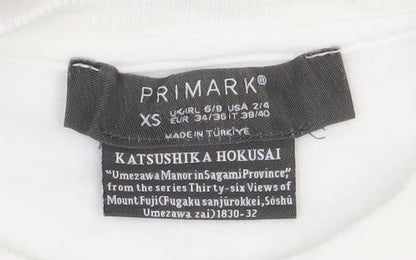 PRIMARK®
XS UK/IRL 6/8 USA 2/4
EUR 34/36 IT 38/40
MADE IN TÜRKİYE
KATSUSHIKA HOKUSAI
"Umezawa Manor in Sagami Province,"
from the series Thirty-six Views of
Mount Fuji(Fugaku sanjūrokkei, Sōshū
Umezawa zai)1830-32